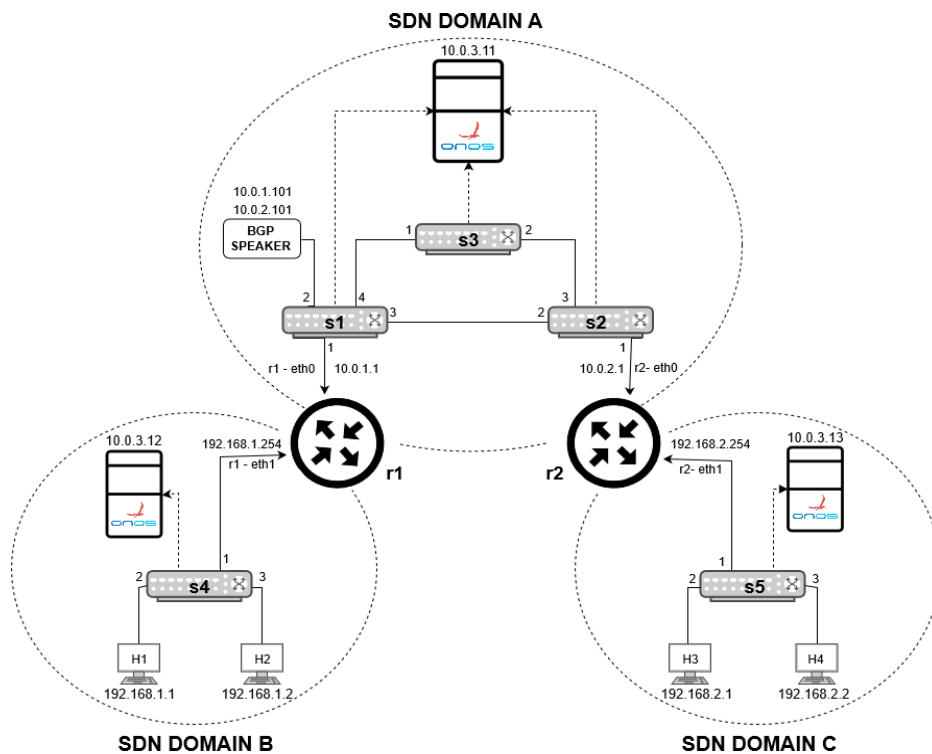 SDN DOMAIN A
10.0.3.11
onos
10.0.1.101
10.0.2.101
BGP
SPEAKER
1
s3
2
2
4
s1
3
2
3
s2
1
r1 - eth0
10.0.1.1
1
10.0.2.1
r2- eth0
10.0.3.12
onos
192.168.1.254
r1 - eth1
r1
r2
192.168.2.254
r2- eth1
10.0.3.13
onos
1
2
s4
3
H1
192.168.1.1
H2
192.168.1.2
1
2
s5
3
H3
192.168.2.1
H4
192.168.2.2
SDN DOMAIN B
SDN DOMAIN C